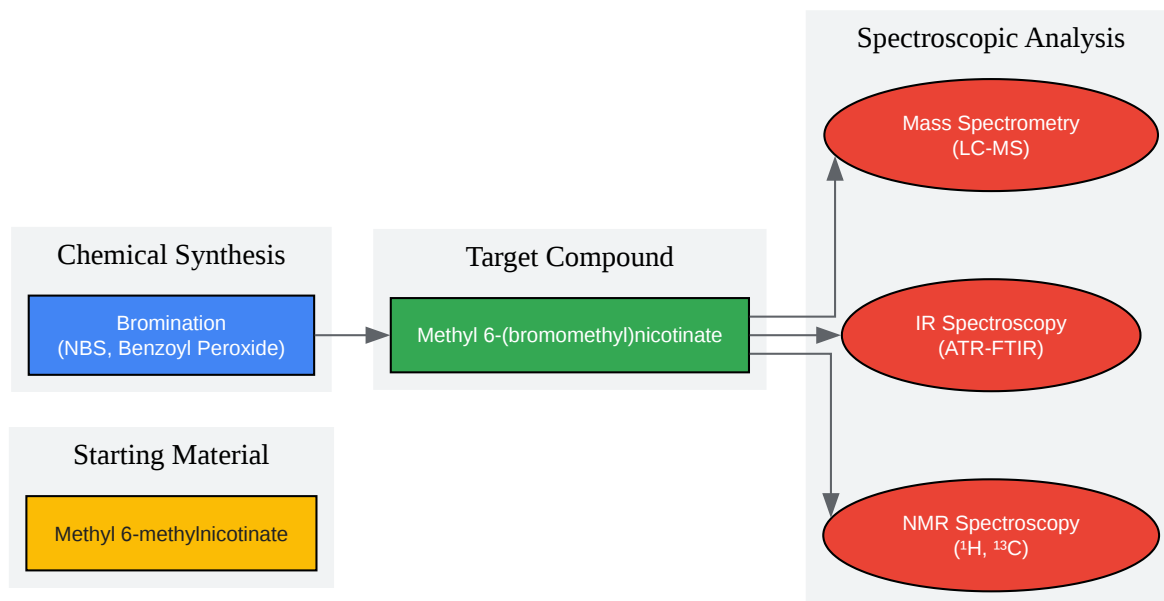 Chemical Synthesis
Bromination
(NBS, Benzoyl Peroxide)
Starting Material
Methyl 6-methylnicotinate
Target Compound
Methyl 6-(bromomethyl)nicotinate
Spectroscopic Analysis
Mass Spectrometry
(LC-MS)
IR Spectroscopy
(ATR-FTIR)
NMR Spectroscopy
(¹H, ¹³C)